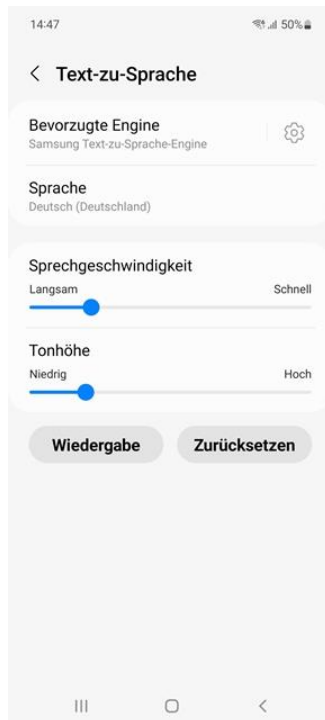 14:47 50%
Text-zu-Sprache
Bevorzugte Engine
Samsung Text-zu-Sprache-Engine
Sprache
Deutsch (Deutschland)
Sprechgeschwindigkeit
Langsam Schnell
Tonhöhe
Niedrig Hoch
Wiedergabe Zurücksetzen